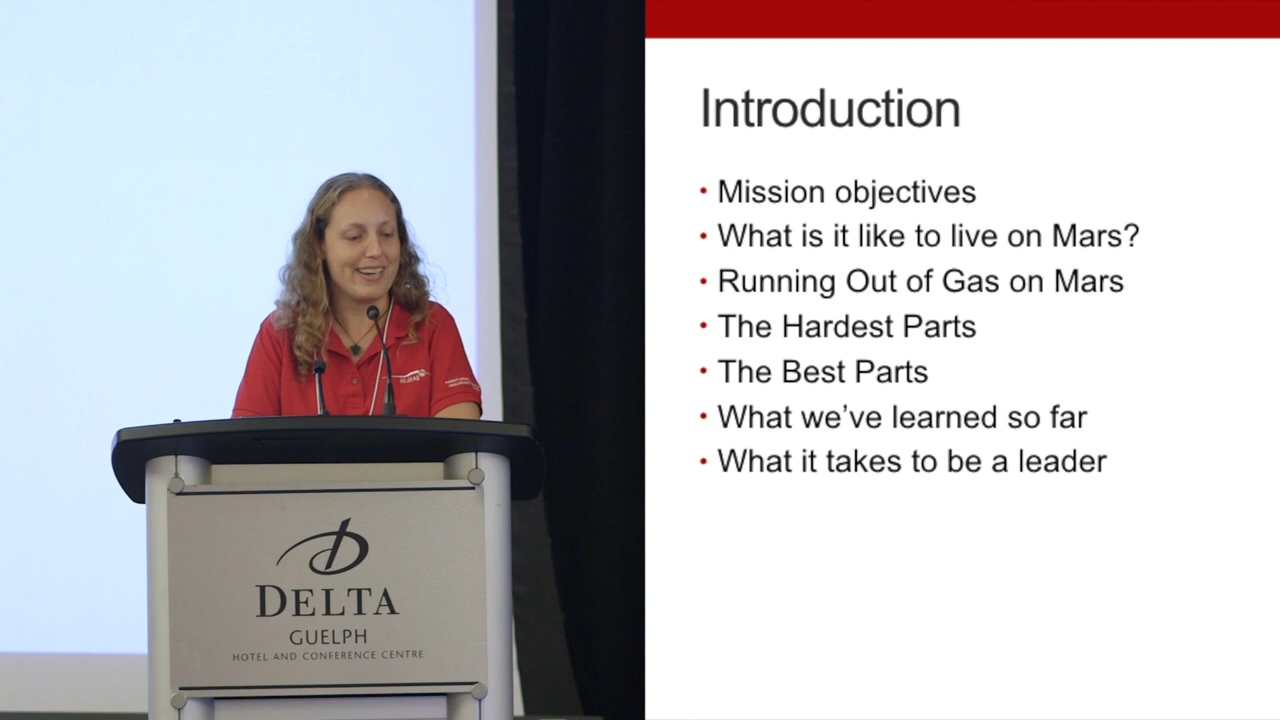 Introduction
• Mission objectives
• What is it like to live on Mars?
• Running Out of Gas on Mars
• The Hardest Parts
• The Best Parts
• What we've learned so far
• What it takes to be a leader
HI-SEAS
DELTA
GUELPH
HOTEL AND CONFERENCE CENTRE